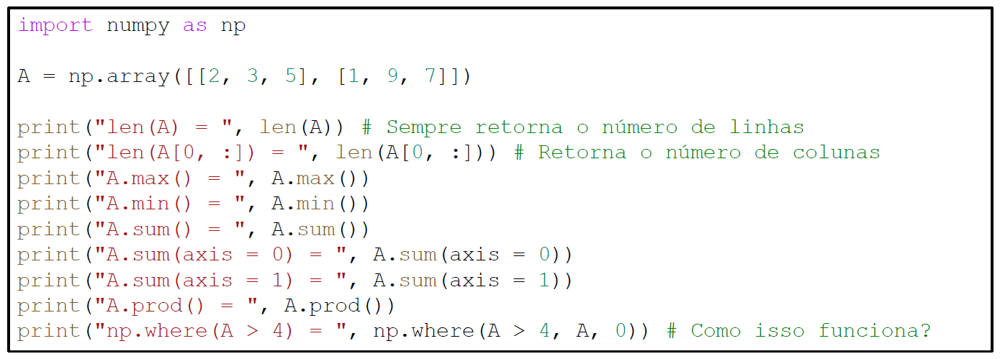 import numpy as np
A = np.array([[2, 3, 5], [1, 9, 7]])
print("len(A) = ", len(A)) # Sempre retorna o número de linhas
print("len(A[0, :]) = ", len(A[0, :])) # Retorna o número de colunas
print("A.max() = ", A.max())
print("A.min() = ", A.min())
print("A.sum() = ", A.sum())
print("A.sum(axis = 0) = ", A.sum(axis = 0))
print("A.sum(axis = 1) = ", A.sum(axis = 1))
print("A.prod() = ", A.prod())
print("np.where(A > 4) = ", np.where(A > 4, A, 0)) # Como isso funciona?